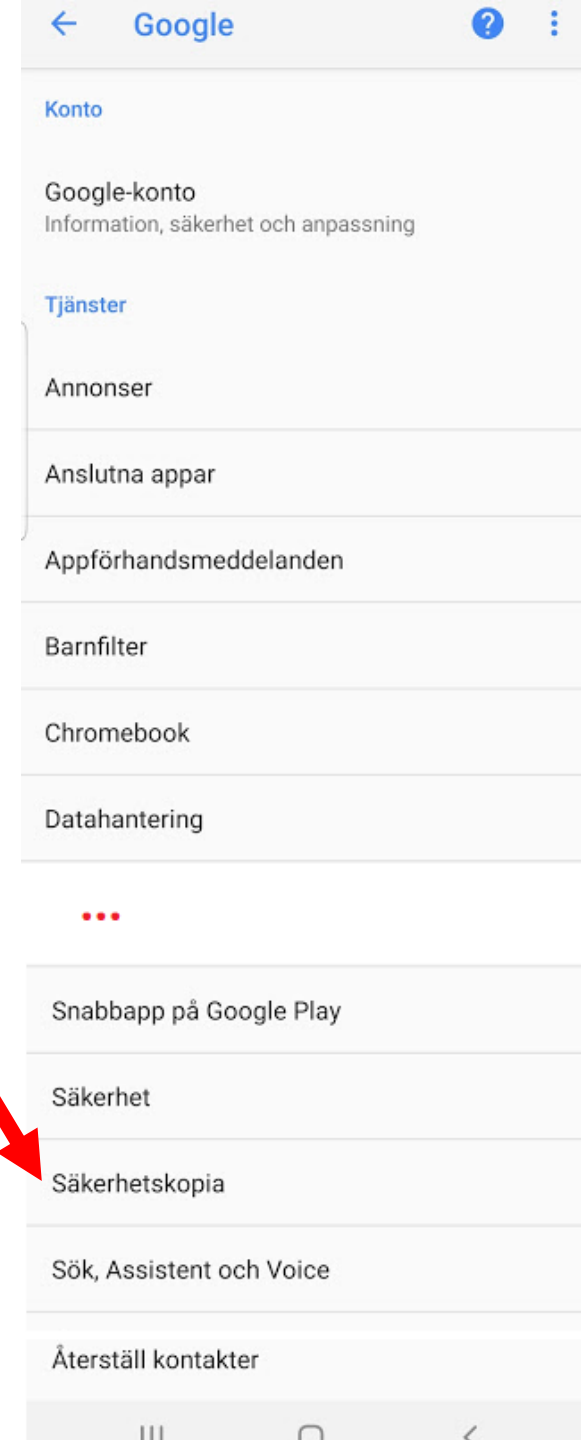 Google
Konto
Google-konto
Information, säkerhet och anpassning
Tjänster
Annonser
Anslutna appar
Appförhandsmeddelanden
Barnfilter
Chromebook
Datahantering
...
Snabbapp på Google Play
Säkerhet
Säkerhetskopia
Sök, Assistent och Voice
Återställ kontakter